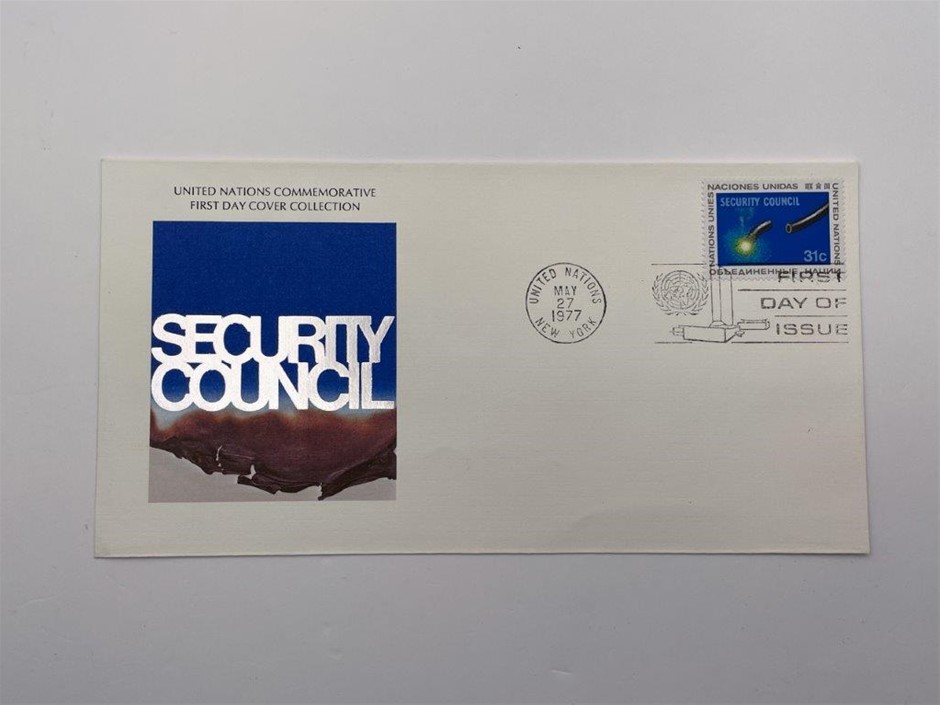 UNITED NATIONS COMMEMORATIVE
FIRST DAY COVER COLLECTION
SECURITY
COUNCIL
NACIONES UNIDAS
NATIONS UNIES
UNITED NATIONS
ОБЪЕДИНЕННЫЕ НАЦИИ
SECURITY COUNCIL
31c
UNITED NATIONS
MAY
27
1977
NEW YORK
FIRST
DAY OF
ISSUE